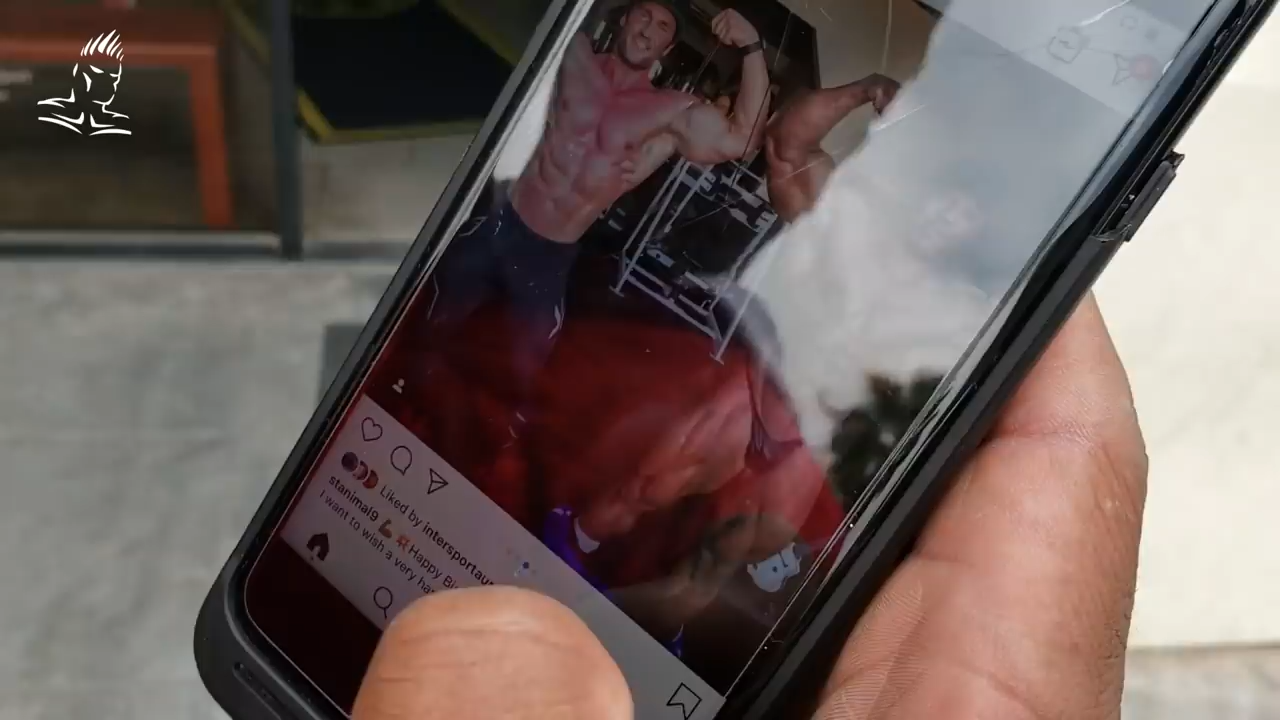 Liked by intersportau
stanimal9 💪💥Happy Bi
I want to wish a very ha